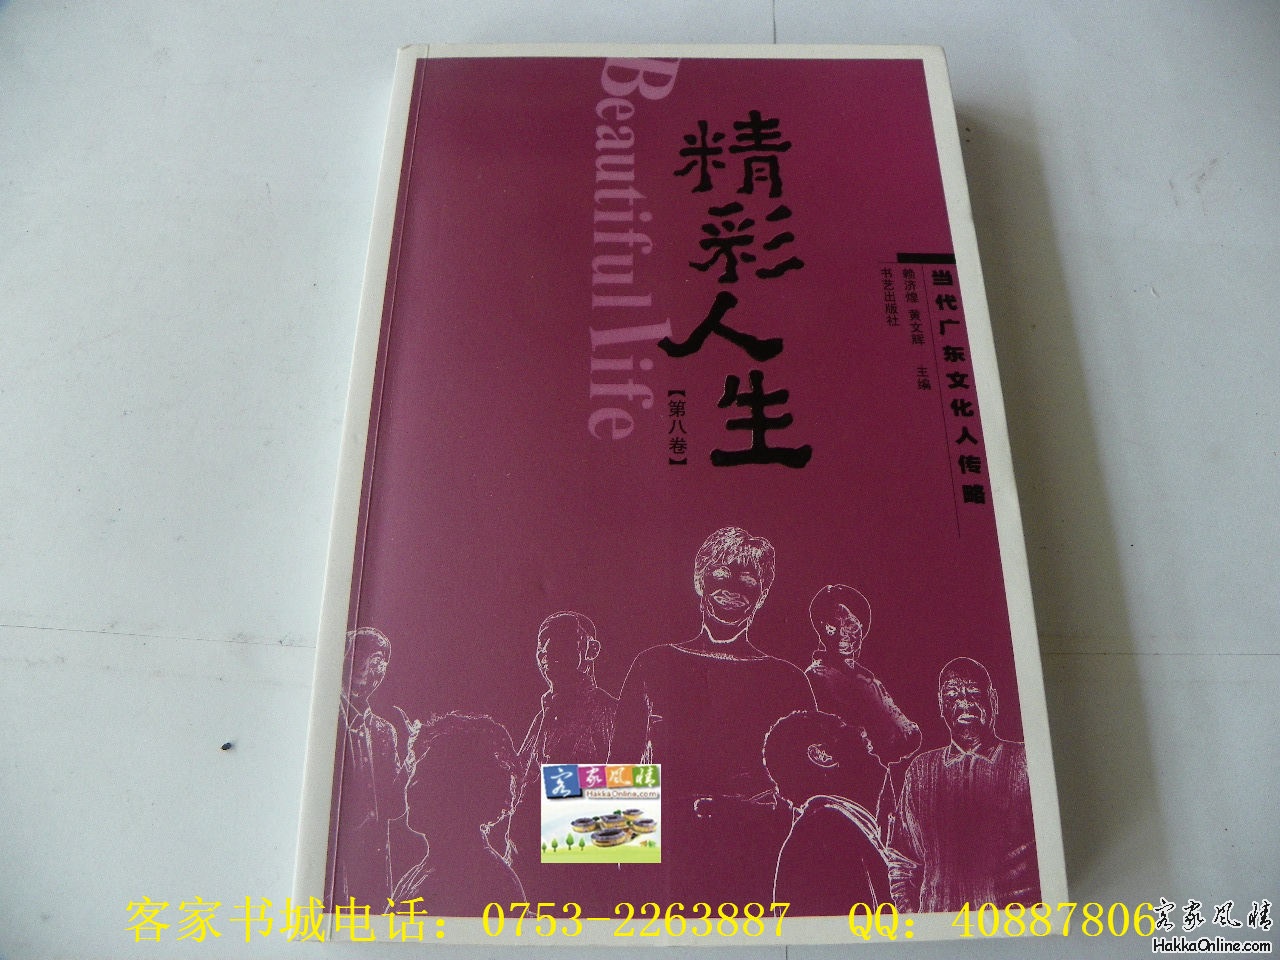 Beautiful life
精彩人生
【第八卷】
当代广东文化人传略
赖济煌 黄文辉 主编
书艺出版社
客家风情
HakkaOnline.com
客家书城电话：0753-2263887 QQ：40887806
客家风情
HakkaOnline.com